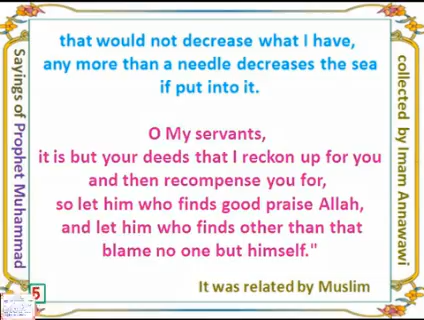 that would not decrease what I have,
any more than a needle decreases the sea
if put into it.
O My servants,
it is but your deeds that I reckon up for you
and then recompense you for,
so let him who finds good praise Allah,
and let him who finds other than that
blame no one but himself."
It was related by Muslim
Sayings of Prophet Muhammad
collected by Imam Annawawi
5